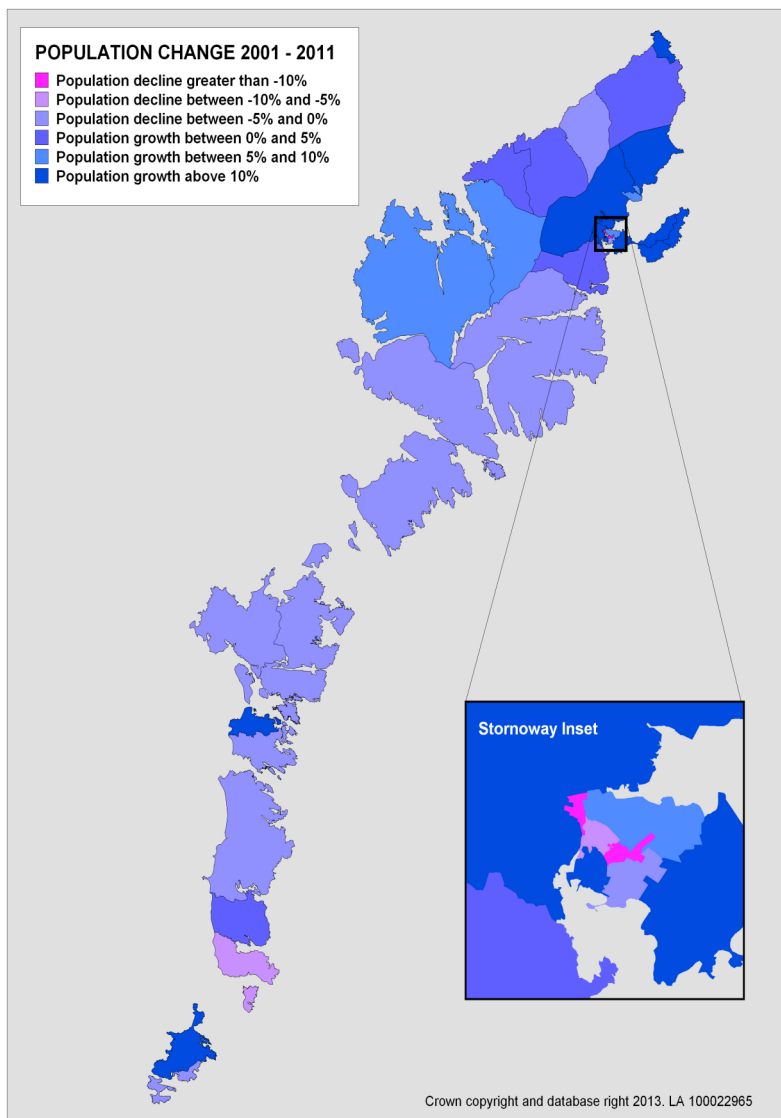 POPULATION CHANGE 2001 - 2011
Population decline greater than -10%
Population decline between -10% and -5%
Population decline between -5% and 0%
Population growth between 0% and 5%
Population growth between 5% and 10%
Population growth above 10%
Stornoway Inset
Crown copyright and database right 2013. LA 100022965